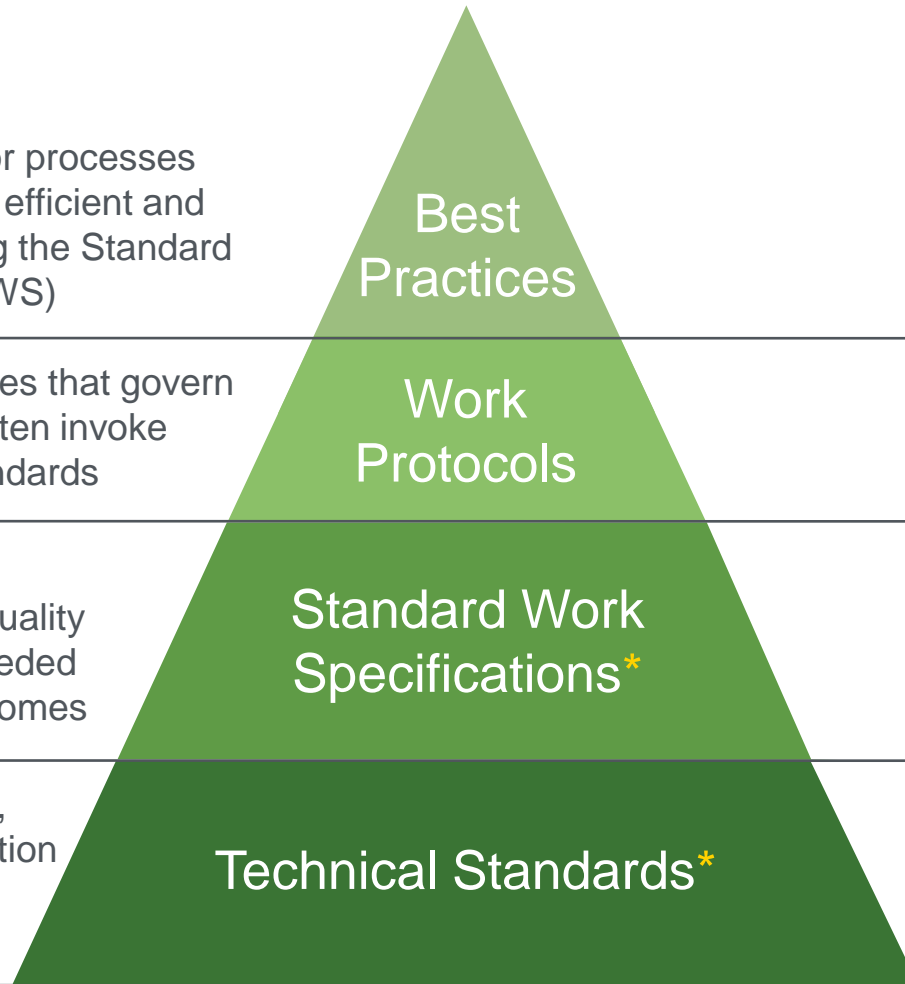 or processes
efficient and
g the Standard
WS)
Best
Practices
es that govern
ten invoke
ndards
Work
Protocols
uality
eded
omes
Standard Work
Specifications*
,
tion
Technical Standards*